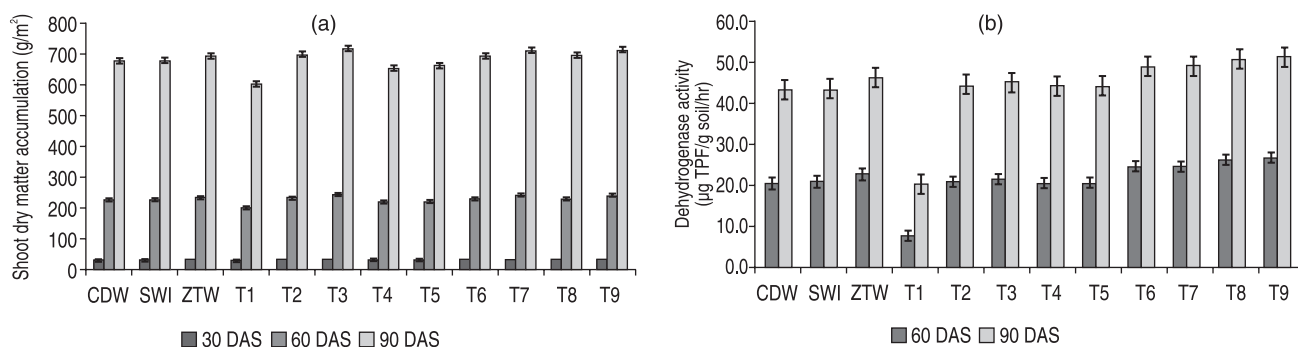 (a)
Shoot dry matter accumulation (g/m²)
800
700
600
500
400
300
200
100
0
CDW SWI ZTW T1 T2 T3 T4 T5 T6 T7 T8 T9
30 DAS 60 DAS 90 DAS
(b)
Dehydrogenase activity
(µg TPF/g soil/hr)
60.0
50.0
40.0
30.0
20.0
10.0
0.0
CDW SWI ZTW T1 T2 T3 T4 T5 T6 T7 T8 T9
60 DAS 90 DAS